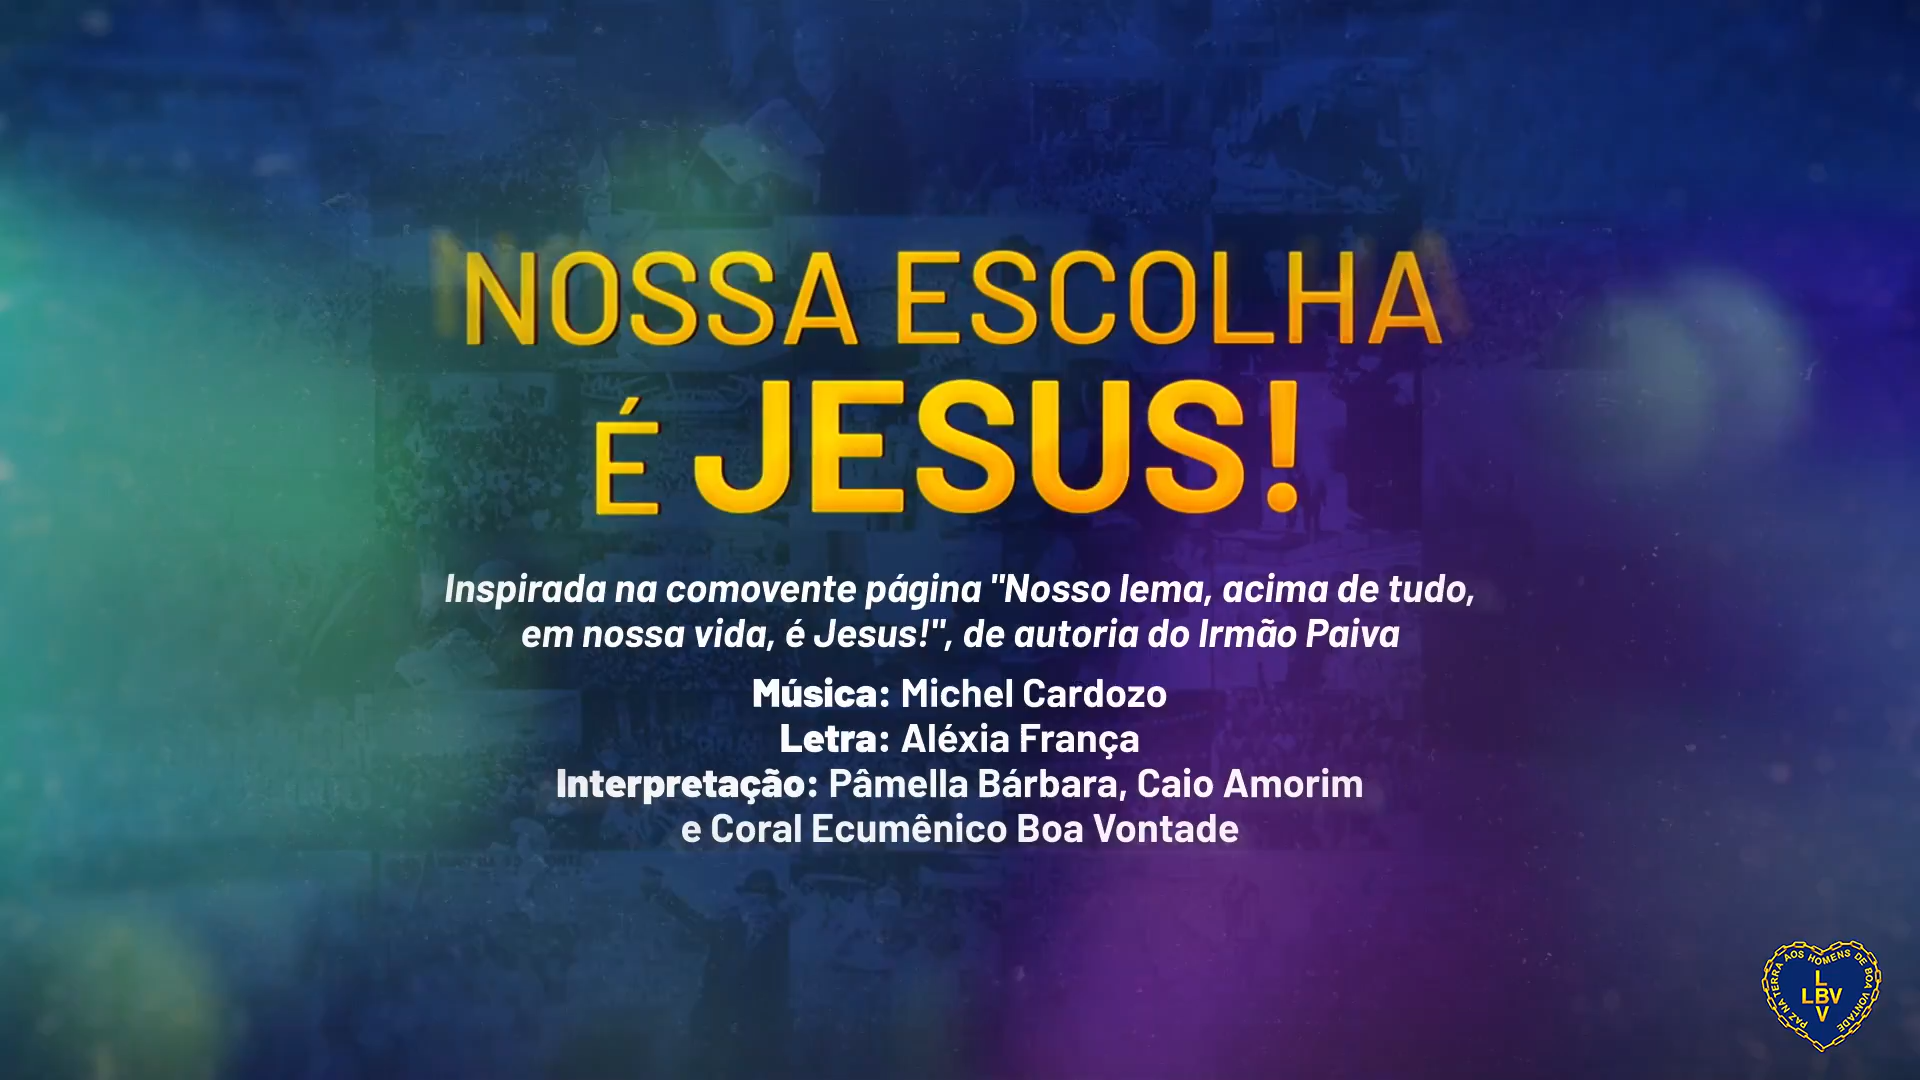 NOSSA ESCOLHA
É JESUS!
Inspirada na comovente página "Nosso lema, acima de tudo,
em nossa vida, é Jesus!", de autoria do Irmão Paiva
Música: Michel Cardozo
Letra: Aléxia França
Interpretação: Pâmella Bárbara, Caio Amorim
e Coral Ecumênico Boa Vontade
PAZ NA TERRA AOS HOMENS DE BOA VONTADE
L
LBV
V